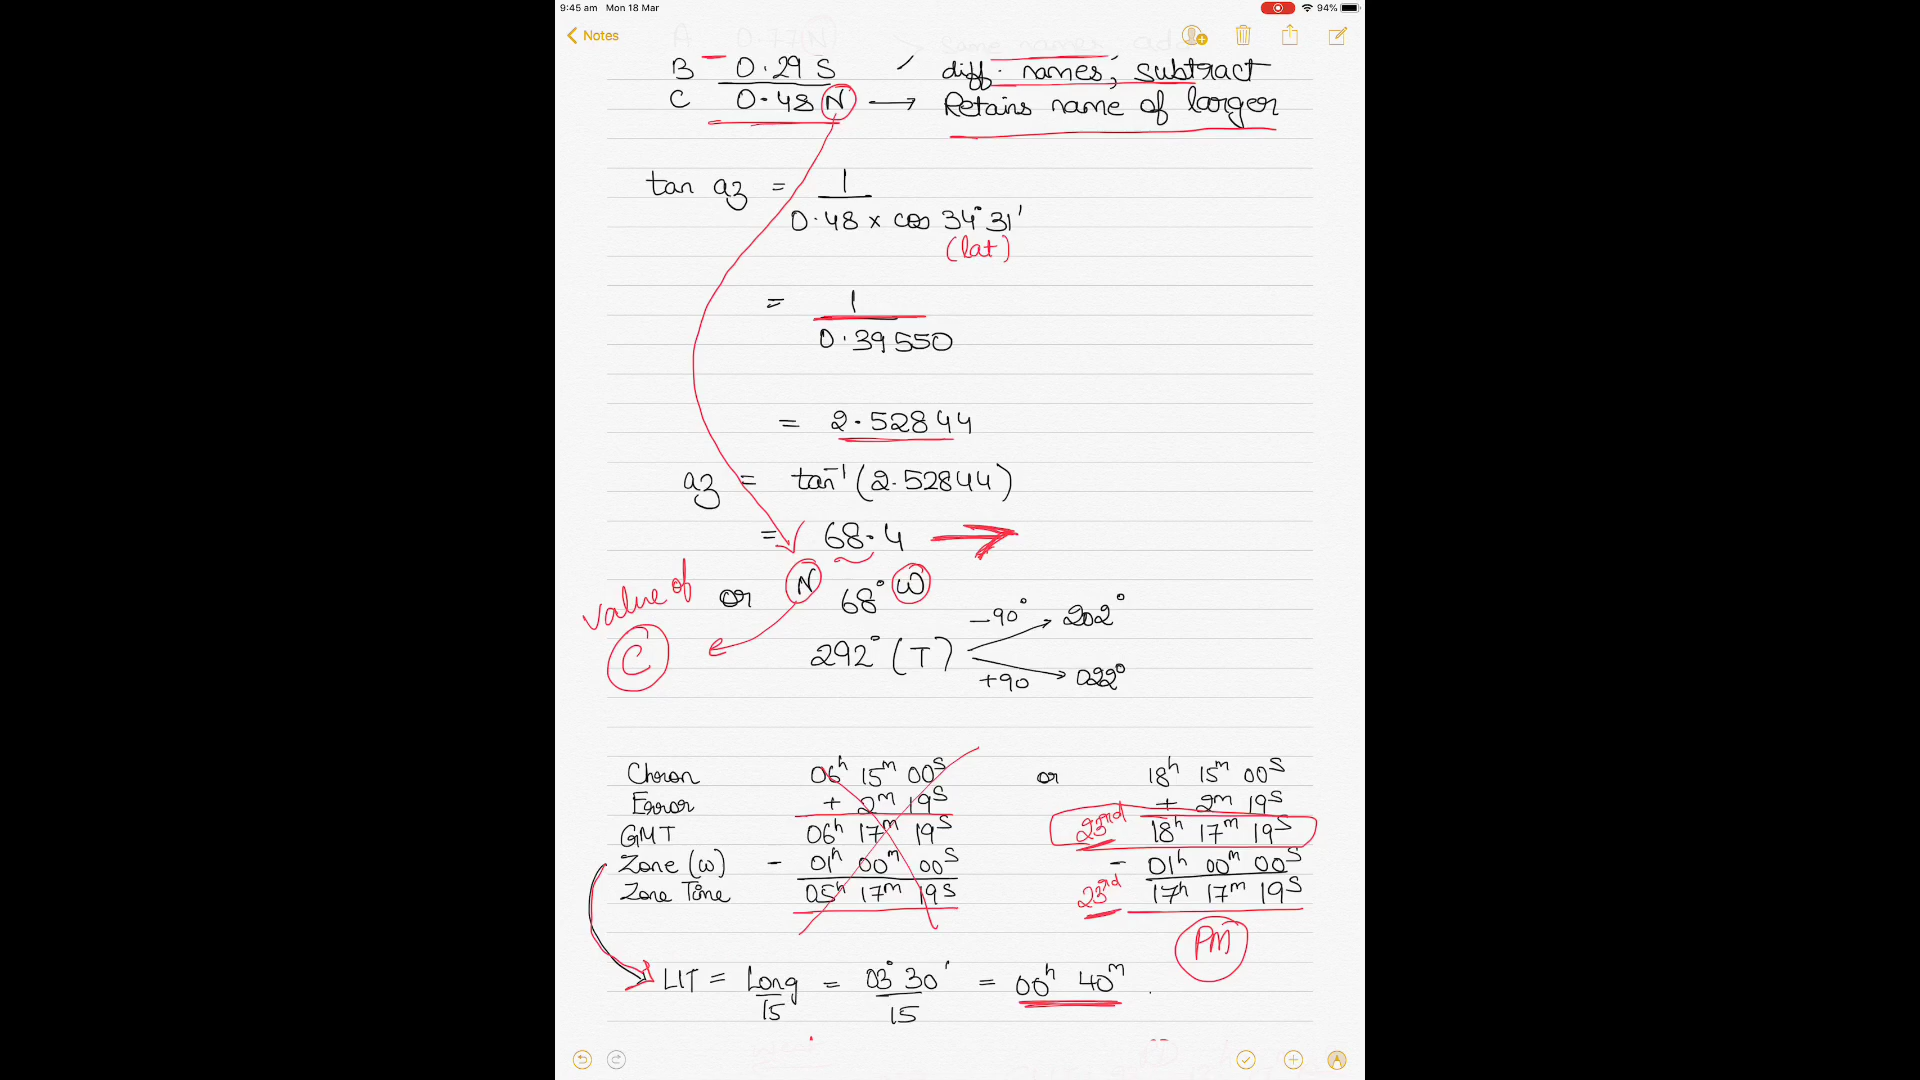 9:45 am Mon 18 Mar 94%
Notes
A 0.77 (N) same names, add
B - 0.29 S diff. names, subtract
C 0.48 N → Retains name of larger
tan az = 1
0.48 x cos 34° 31'
(lat)
= 1
0.39550
= 2.52844
az = tan⁻¹ (2.52844)
= 68.4
value of or N 68° W
C
292° (T)
-90° 202°
+90 022°
Chron 06h 15m 00s or 18h 15m 00s
Error + 2m 19s + 2m 19s
GMT 06h 17m 19s 23rd 18h 17m 19s
Zone (W) - 01h 00m 00s - 01h 00m 00s
Zone Time 05h 17m 19s 23rd 17h 17m 19s
PM
LIT = Long = 03° 30' = 00h 40m
15 15